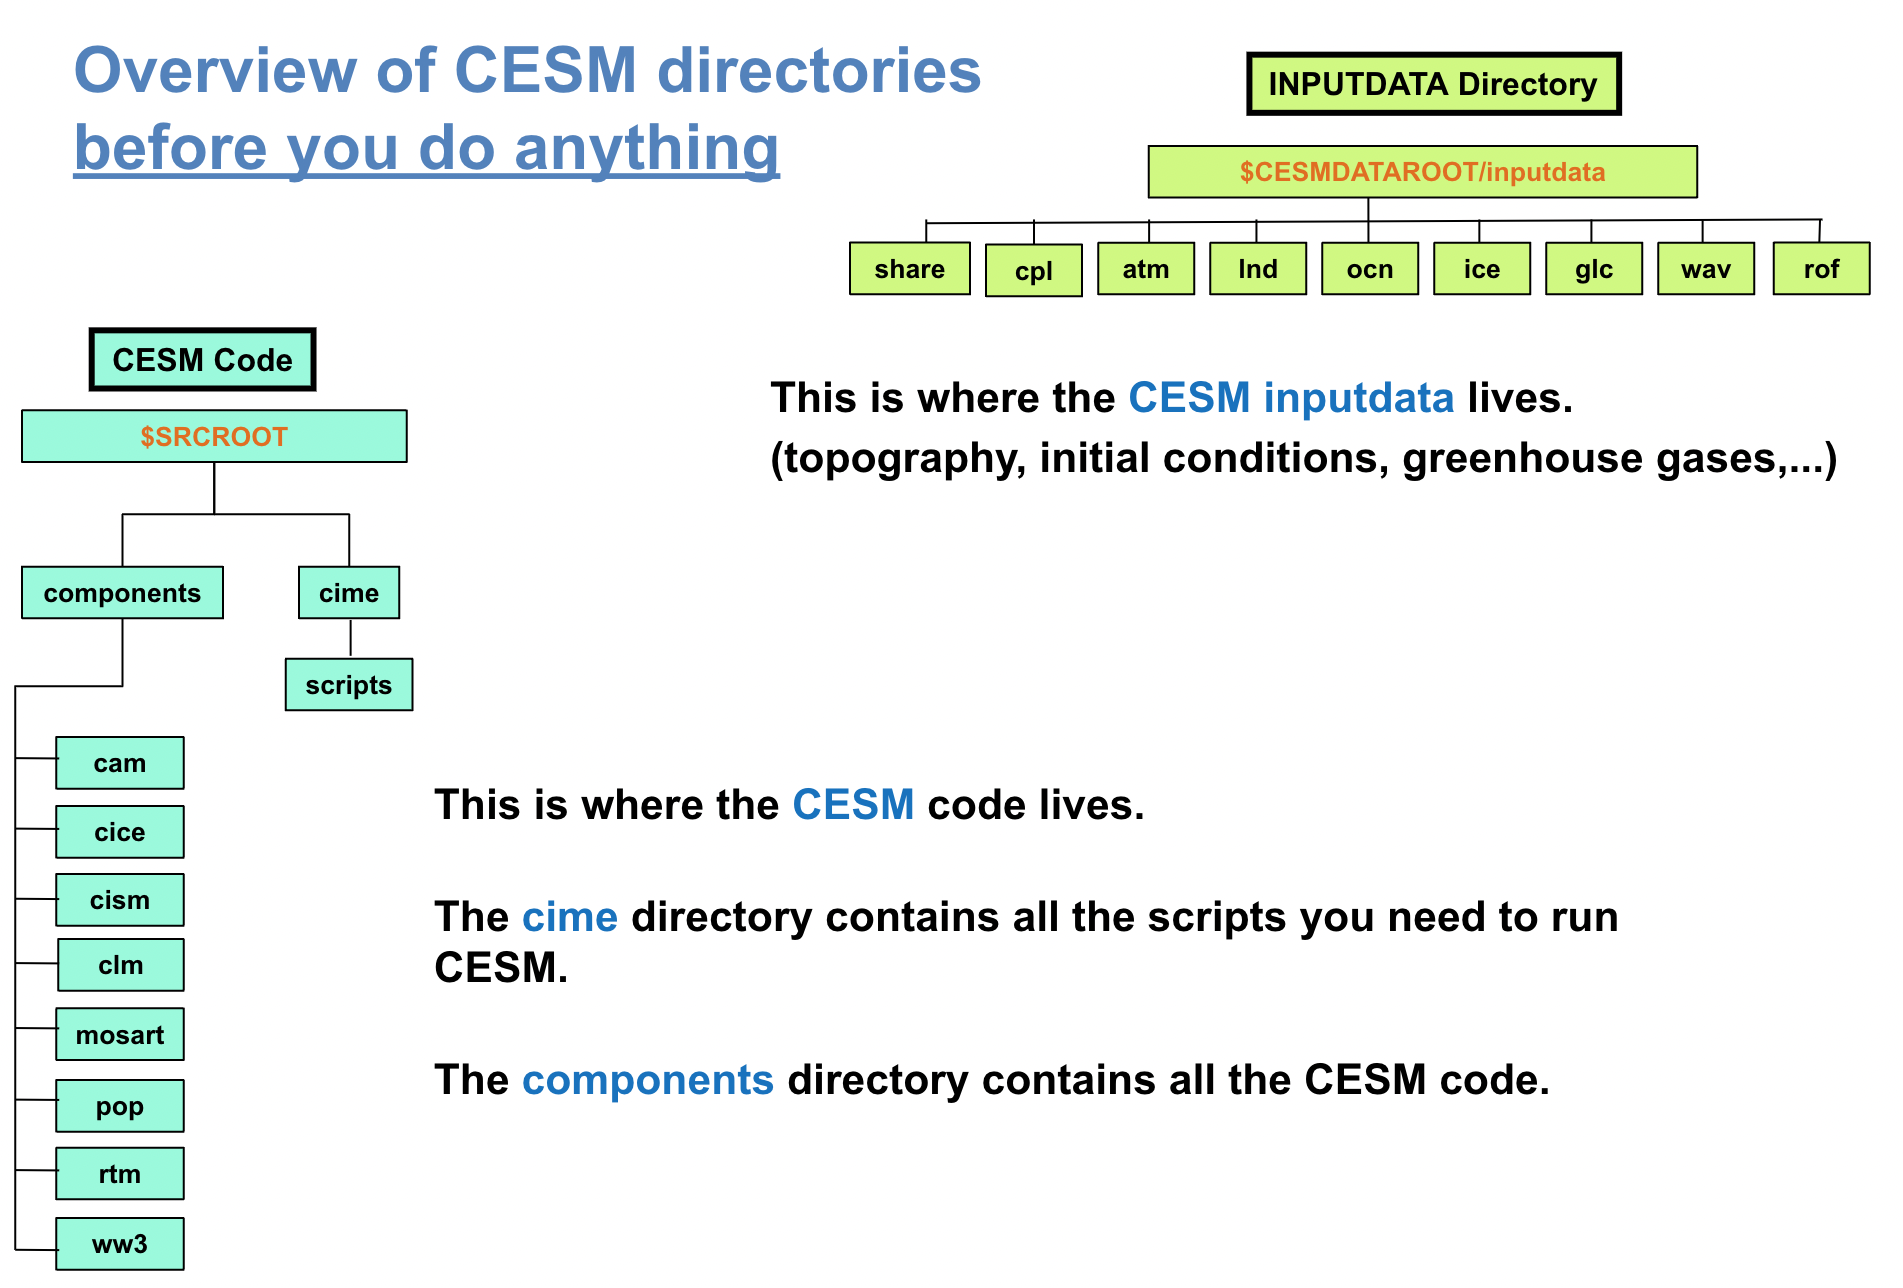 Overview of CESM directories
before you do anything
INPUTDATA Directory
$CESMDATAROOT/inputdata
share cpl atm lnd ocn ice glc wav rof
This is where the CESM inputdata lives.
(topography, initial conditions, greenhouse gases,...)
CESM Code
$SRCROOT
components cime
scripts
cam
cice
cism
clm
mosart
pop
rtm
ww3
This is where the CESM code lives.
The cime directory contains all the scripts you need to run
CESM.
The components directory contains all the CESM code.